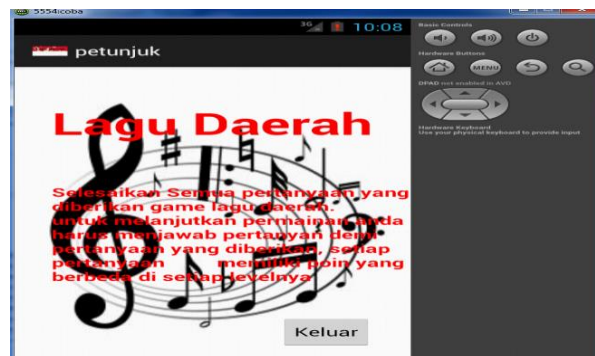 5554:coba
3G 10:08
petunjuk
Lagu Daerah
Selesaikan Semua pertanyaan yang
diberikan game lagu daerah.
untuk melanjutkan permainan anda
harus menjawab pertanyan demi
pertanyaan yang diberikan, setiap
pertanyaan memiliki poin yang
berbeda di setiap levelnya
Keluar
Basic Controls
Hardware Buttons
MENU
DPAD not enabled in AVD
Hardware Keyboard
Use your physical keyboard to provide input